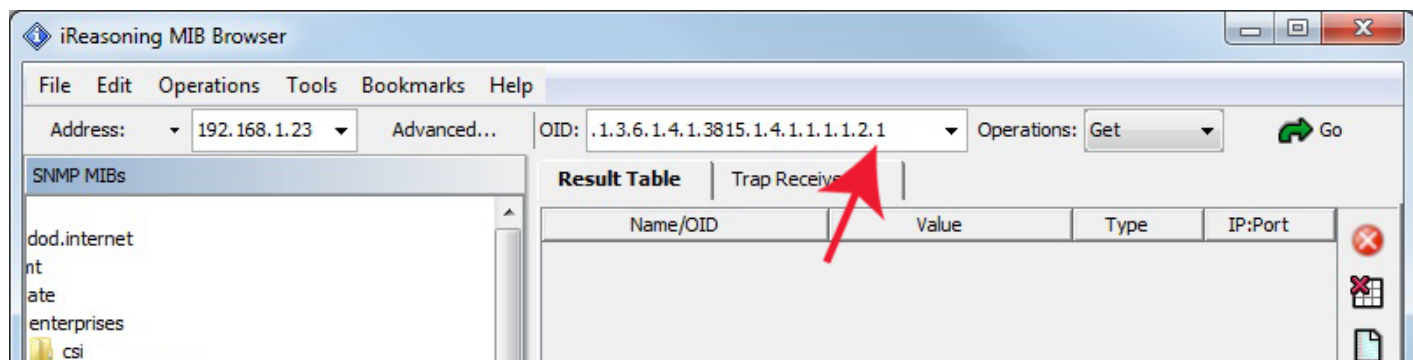 iReasoning MIB Browser
File Edit Operations Tools Bookmarks Help
Address: 192.168.1.23 Advanced... OID: .1.3.6.1.4.1.3815.1.4.1.1.1.1.2.1 Operations: Get Go
SNMP MIBs
Result Table Trap Receive
Name/OID Value Type IP:Port
dod.internet
nt
ate
enterprises
csi